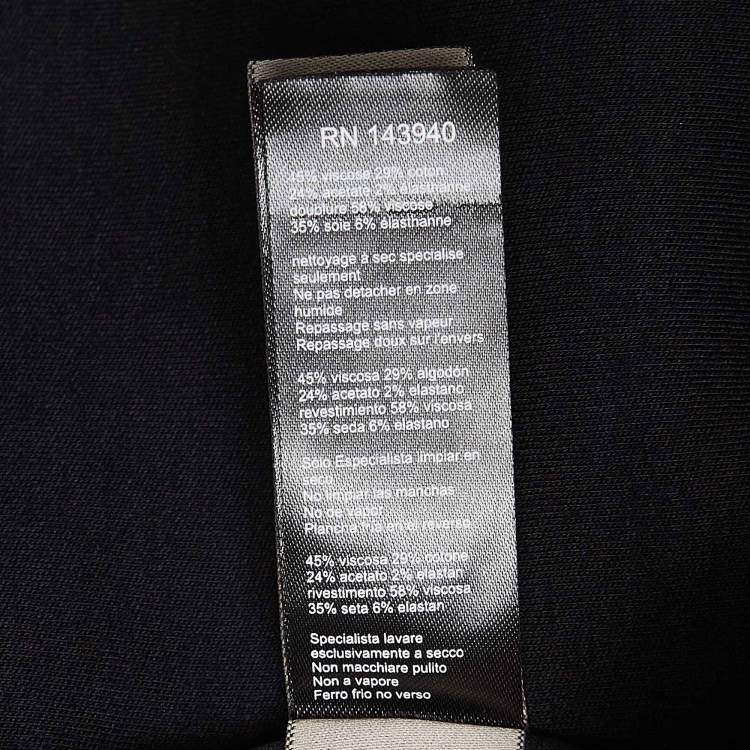 RN 143940
45% viscose 29% coton
24% acetate 2% elasthanne
doublure 58% viscose
35% soie 6% elasthanne
nettoyage a sec specialise
seulement
Ne pas detacher en zone
humide
Repassage sans vapeur
Repassage doux sur l'envers
45% viscosa 29% algodon
24% acetato 2% elastano
revestimiento 58% viscosa
35% seda 6% elastano
Solo Especialista limpiar en
seco
No limpiar las manchas
No de vapor
Plancha fria en el reverso
45% viscosa 29% cotone
24% acetato 2% elastan
rivestimento 58% viscosa
35% seta 6% elastan
Specialista lavare
esclusivamente a secco
Non macchiare pulito
Non a vapore
Ferro frio no verso